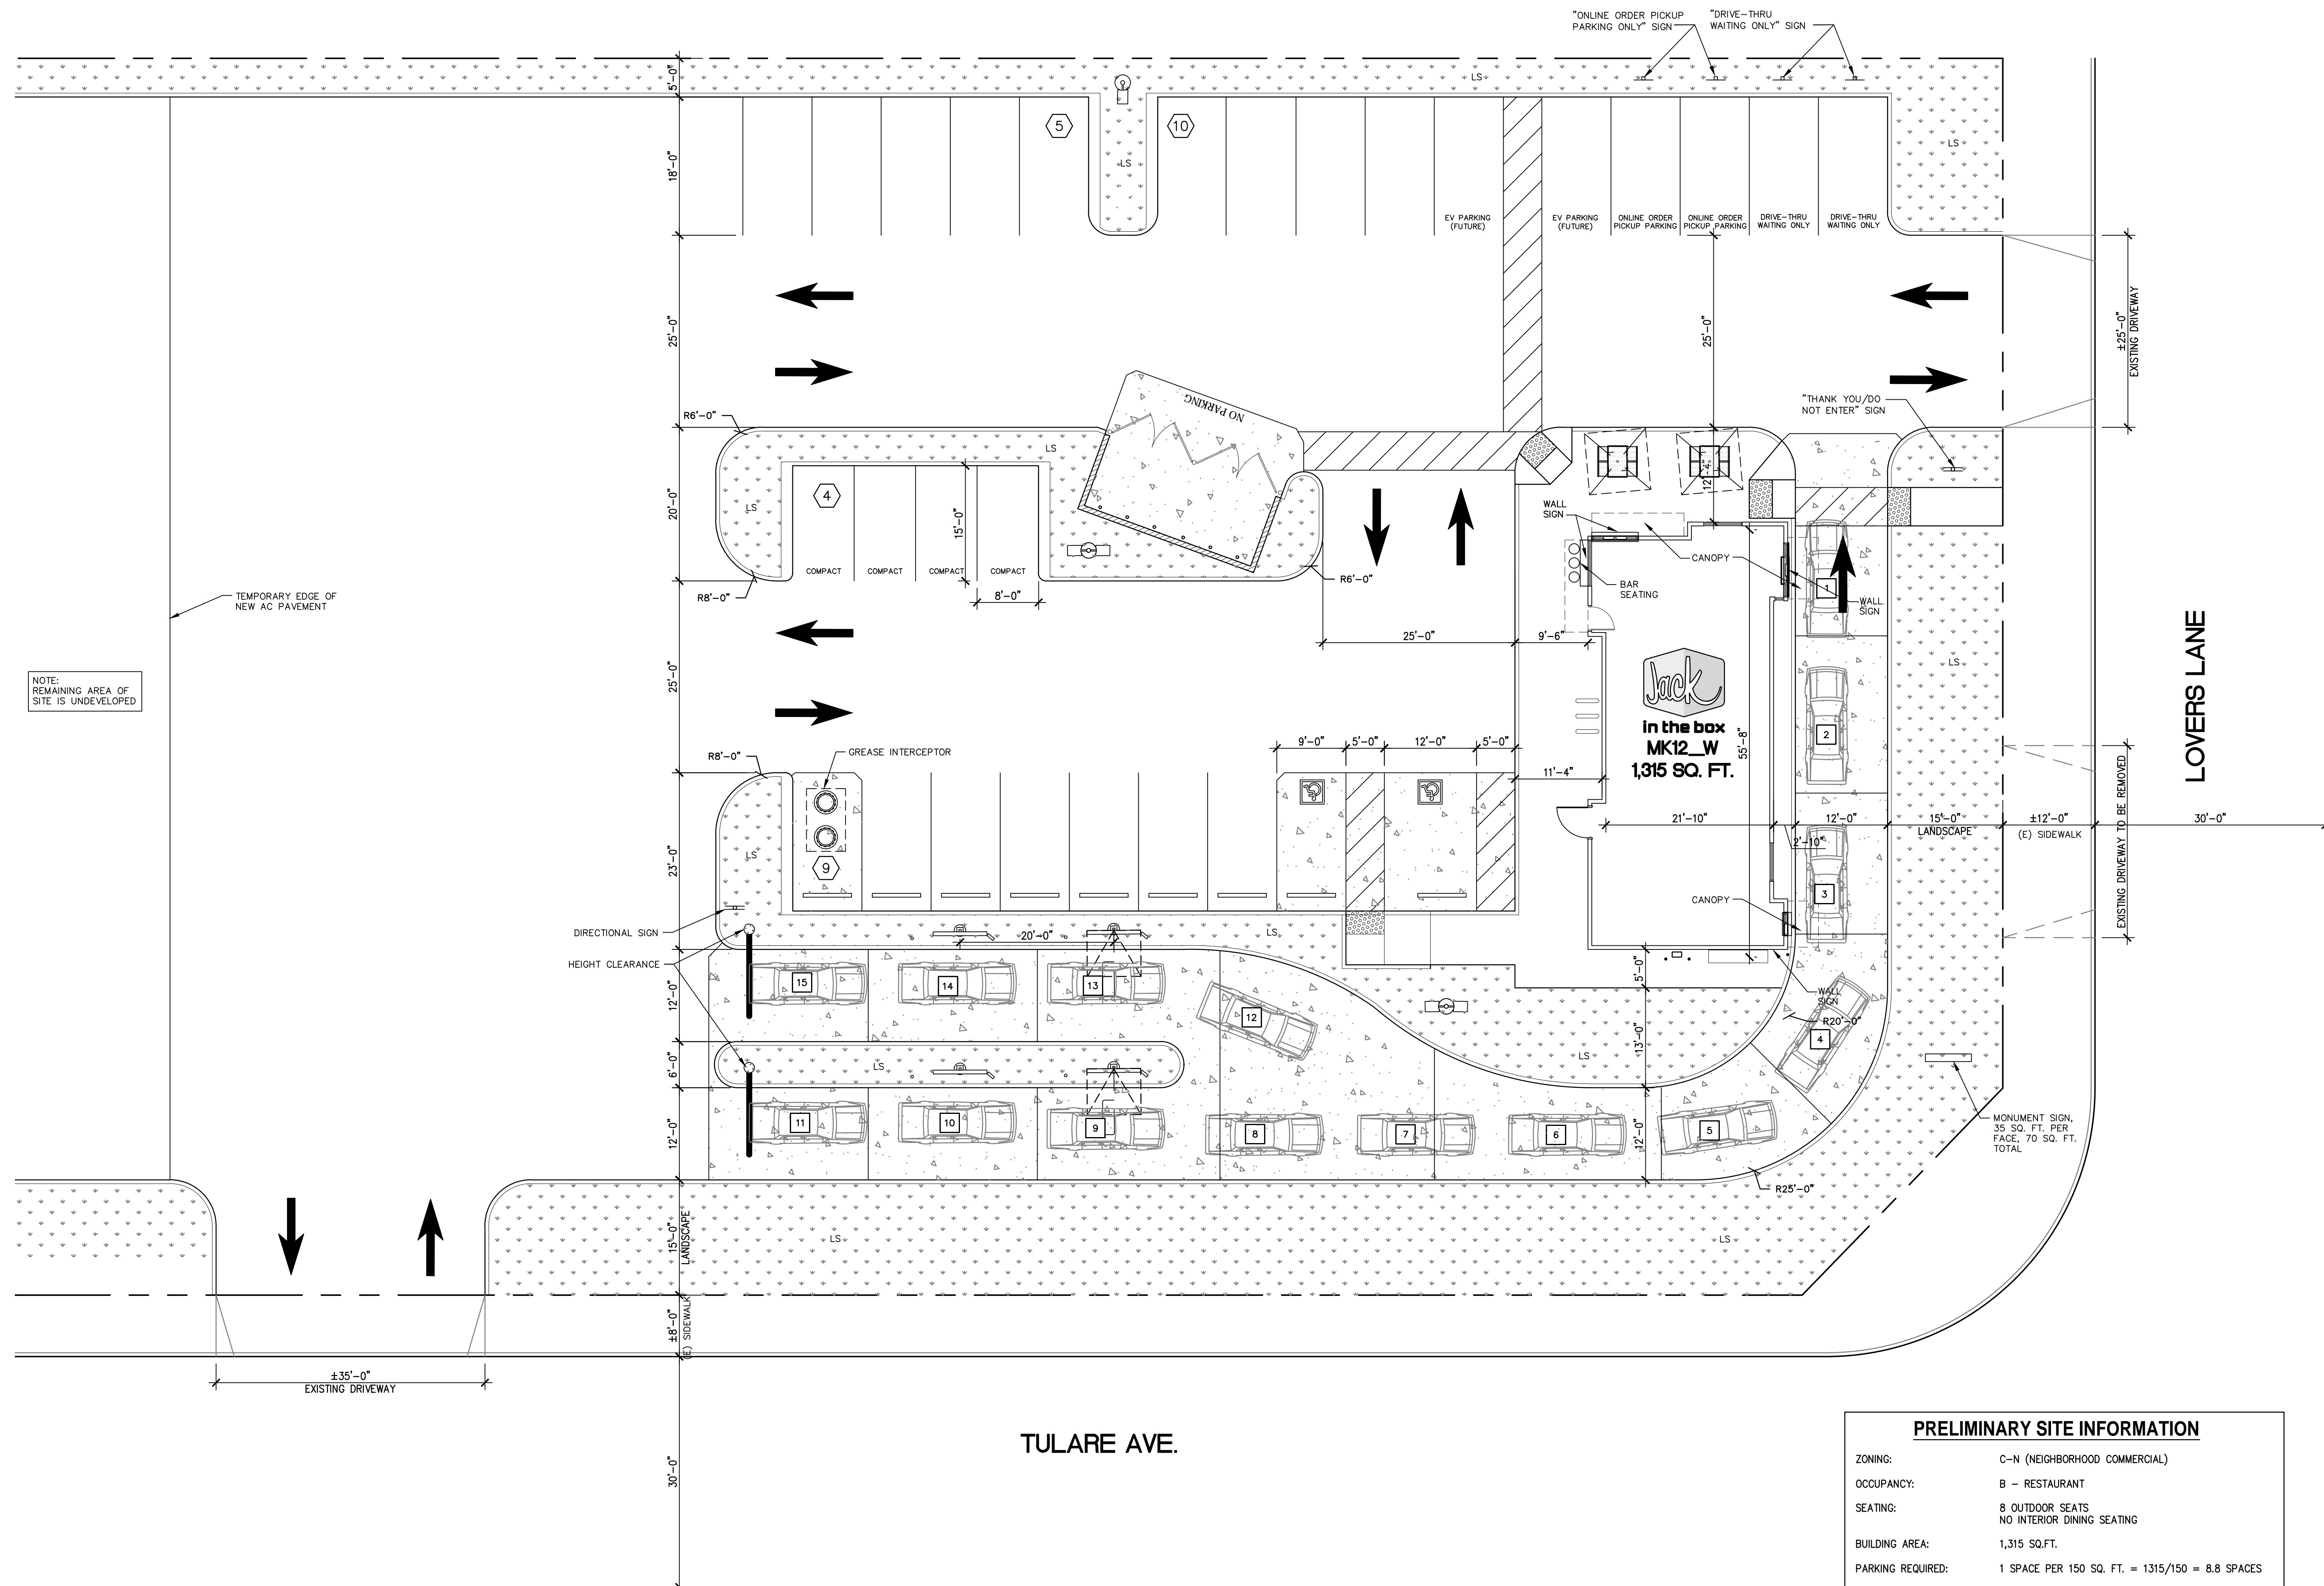 "ONLINE ORDER PICKUP
PARKING ONLY" SIGN
"DRIVE-THRU
WAITING ONLY" SIGN
5'-0"
LS
LS
LS
5
10
18'-0"
EV PARKING
(FUTURE)
EV PARKING
(FUTURE)
ONLINE ORDER
PICKUP PARKING
ONLINE ORDER
PICKUP PARKING
DRIVE-THRU
WAITING ONLY
DRIVE-THRU
WAITING ONLY
25'-0"
25'-0"
±25'-0"
EXISTING DRIVEWAY
NO PARKING
"THANK YOU/DO
NOT ENTER" SIGN
R6'-0"
LS
4
LS
20'-0"
15'-0"
12'-4"
WALL
SIGN
CANOPY
BAR
SEATING
COMPACT
COMPACT
COMPACT
COMPACT
R8'-0"
8'-0"
R6'-0"
1
WALL
SIGN
TEMPORARY EDGE OF
NEW AC PAVEMENT
25'-0"
9'-6"
25'-0"
LS
LOVERS LANE
NOTE:
REMAINING AREA OF
SITE IS UNDEVELOPED
Jack
in the box
MK12_W
1,315 SQ. FT.
55'-8"
2
R8'-0"
GREASE INTERCEPTOR
9'-0"
5'-0"
12'-0"
5'-0"
11'-4"
21'-10"
2'-10"
12'-0"
15'-0"
LANDSCAPE
±12'-0"
(E) SIDEWALK
30'-0"
EXISTING DRIVEWAY TO BE REMOVED
23'-0"
LS
9
3
CANOPY
DIRECTIONAL SIGN
HEIGHT CLEARANCE
20'-0"
LS
5'-0"
12'-0"
15
14
13
12
WALL
SIGN
R20'-0"
4
13'-0"
LS
6'-0"
LS
12'-0"
11
10
9
8
7
6
5
12'-0"
MONUMENT SIGN,
35 SQ. FT. PER
FACE, 70 SQ. FT.
TOTAL
R25'-0"
15'-0"
LANDSCAPE
LS
LS
±8'-0"
(E) SIDEWALK
±35'-0"
EXISTING DRIVEWAY
30'-0"
TULARE AVE.
PRELIMINARY SITE INFORMATION
ZONING: C-N (NEIGHBORHOOD COMMERCIAL)
OCCUPANCY: B - RESTAURANT
SEATING: 8 OUTDOOR SEATS
NO INTERIOR DINING SEATING
BUILDING AREA: 1,315 SQ.FT.
PARKING REQUIRED: 1 SPACE PER 150 SQ. FT. = 1315/150 = 8.8 SPACES